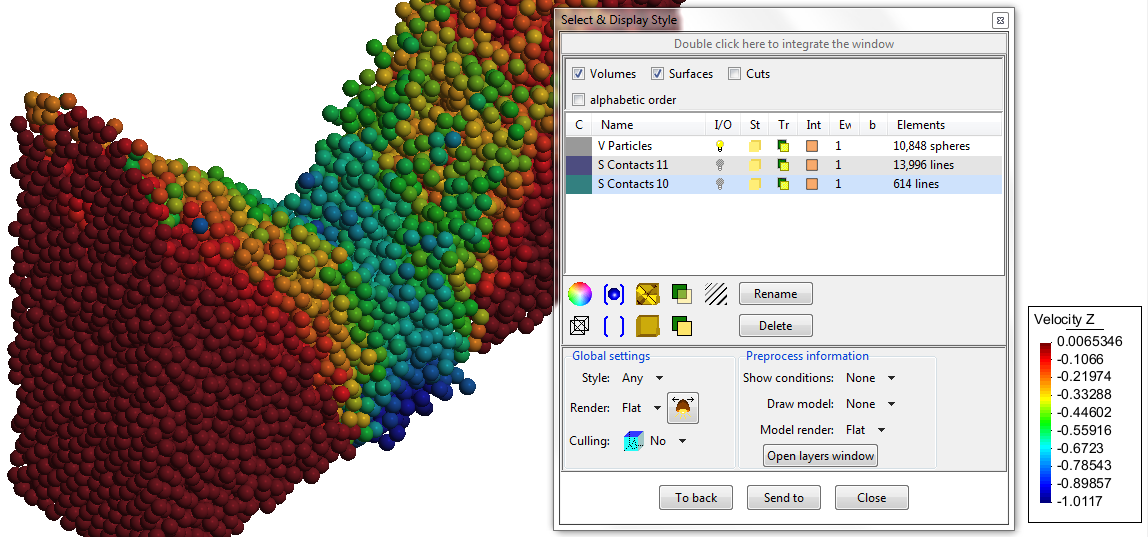 Select & Display Style
Double click here to integrate the window
Volumes Surfaces Cuts
alphabetic order
C Name I/O St Tr Int Ev b Elements
V Particles 1 10,848 spheres
S Contacts 11 1 13,996 lines
S Contacts 10 1 614 lines
Rename
Delete
Global settings
Style: Any
Render: Flat
Culling: No
Preprocess information
Show conditions: None
Draw model: None
Model render: Flat
Open layers window
To back Send to Close
Velocity Z
0.0065346
-0.1066
-0.21974
-0.33288
-0.44602
-0.55916
-0.6723
-0.78543
-0.89857
-1.0117